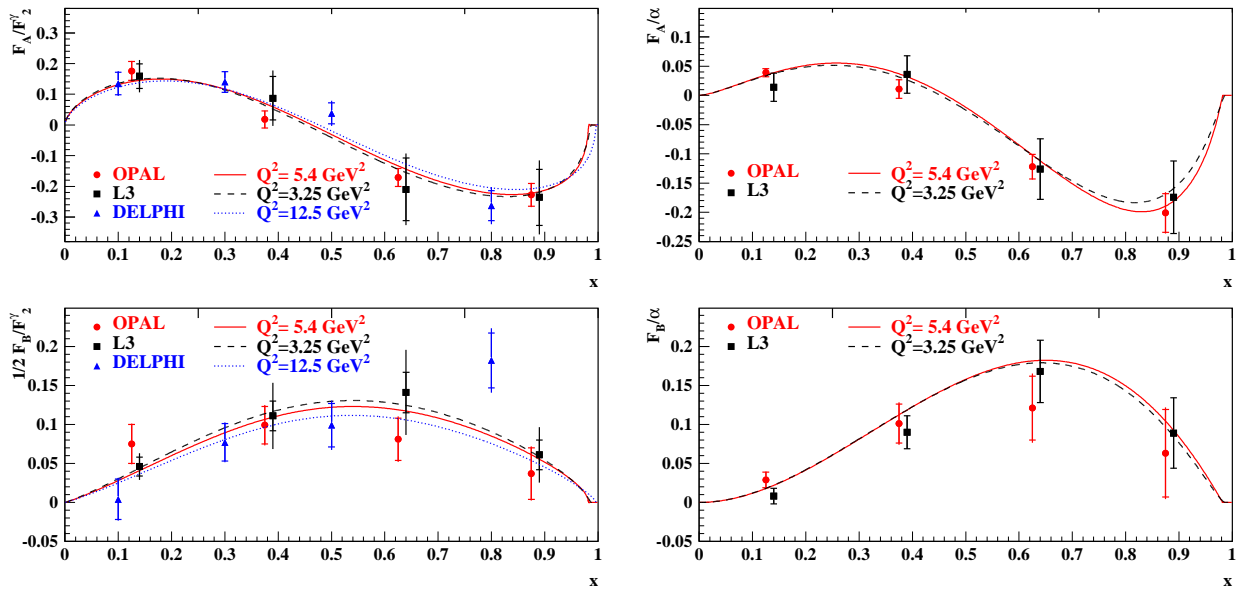 F_A/F^γ_2
0.3
0.2
0.1
0
-0.1
-0.2
-0.3
OPAL Q^2= 5.4 GeV^2
L3 Q^2=3.25 GeV^2
DELPHI Q^2=12.5 GeV^2
0 0.1 0.2 0.3 0.4 0.5 0.6 0.7 0.8 0.9 1
x
F_A/α
0.15
0.1
0.05
0
-0.05
-0.1
-0.15
-0.2
-0.25
OPAL Q^2= 5.4 GeV^2
L3 Q^2=3.25 GeV^2
0 0.1 0.2 0.3 0.4 0.5 0.6 0.7 0.8 0.9 1
x
1/2 F_B/F^γ_2
OPAL Q^2= 5.4 GeV^2
L3 Q^2=3.25 GeV^2
DELPHI Q^2=12.5 GeV^2
0.2
0.15
0.1
0.05
0
-0.05
0 0.1 0.2 0.3 0.4 0.5 0.6 0.7 0.8 0.9 1
x
F_B/α
OPAL Q^2= 5.4 GeV^2
L3 Q^2=3.25 GeV^2
0.2
0.15
0.1
0.05
0
-0.05
0 0.1 0.2 0.3 0.4 0.5 0.6 0.7 0.8 0.9 1
x